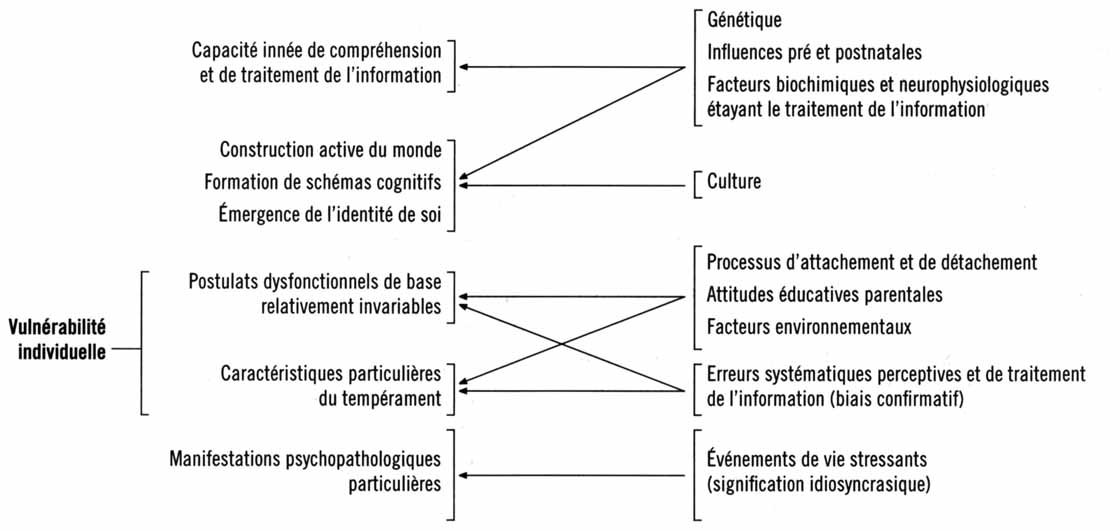 Capacité innée de compréhension
et de traitement de l'information
Génétique
Influences pré et postnatales
Facteurs biochimiques et neurophysiologiques
étayant le traitement de l'information
Construction active du monde
Formation de schémas cognitifs
Émergence de l'identité de soi
Culture
Vulnérabilité
individuelle
Postulats dysfonctionnels de base
relativement invariables
Caractéristiques particulières
du tempérament
Processus d'attachement et de détachement
Attitudes éducatives parentales
Facteurs environnementaux
Erreurs systématiques perceptives et de traitement
de l'information (biais confirmatif)
Manifestations psychopathologiques
particulières
Événements de vie stressants
(signification idiosyncrasique)